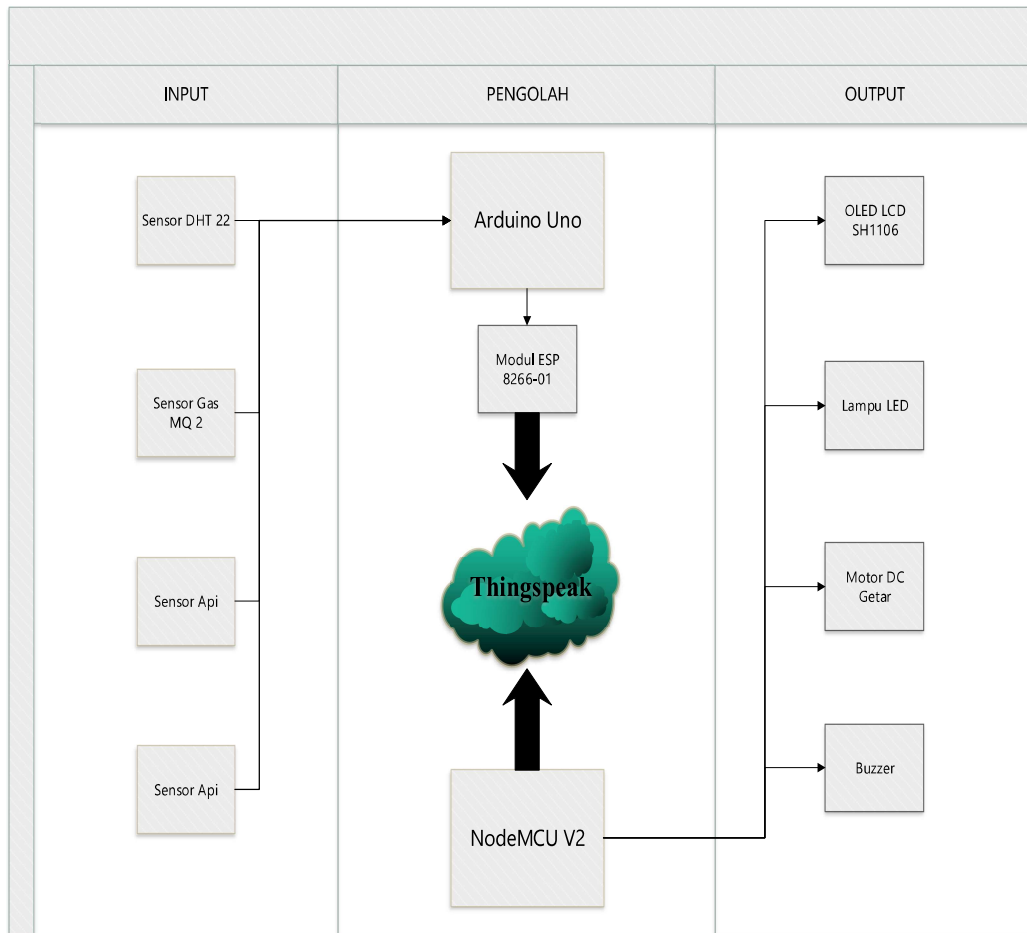 INPUT
PENGOLAH
OUTPUT
Sensor DHT 22
Sensor Gas
MQ 2
Sensor Api
Sensor Api
Arduino Uno
Modul ESP
8266-01
Thingspeak
NodeMCU V2
OLED LCD
SH1106
Lampu LED
Motor DC
Getar
Buzzer